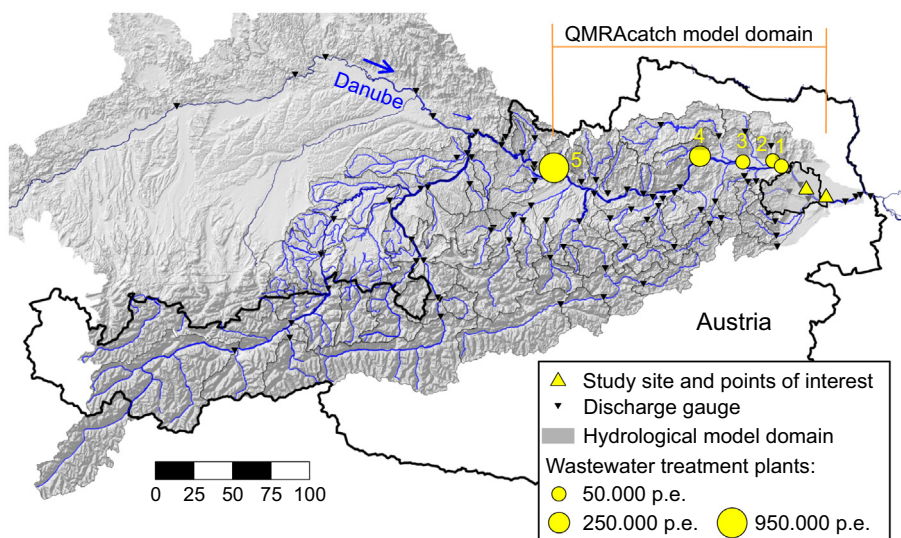 QMRAcatch model domain
Danube
5
4
3
2
1
Austria
Study site and points of interest
Discharge gauge
Hydrological model domain
Wastewater treatment plants:
50.000 p.e.
250.000 p.e. 950.000 p.e.
0 25 50 75 100